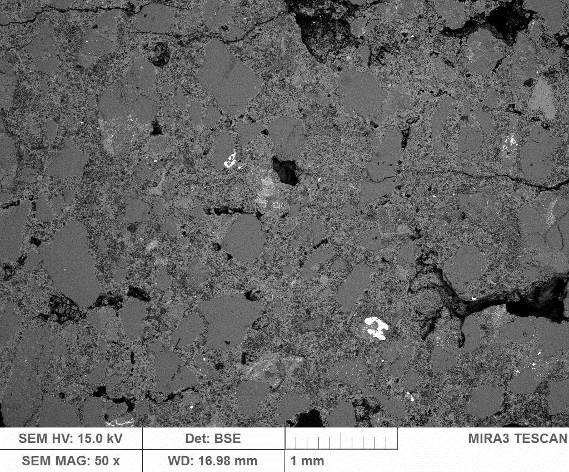 SEM HV: 15.0 kV
Det: BSE
MIRA3 TESCAN
SEM MAG: 50 x
WD: 16.98 mm
1 mm